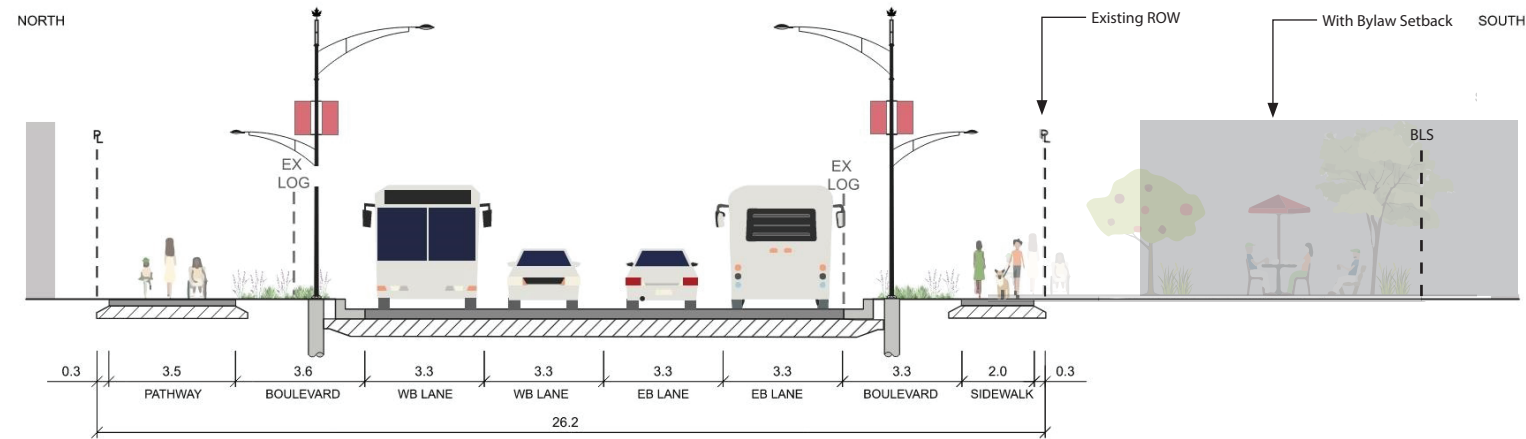 NORTH
Existing ROW
With Bylaw Setback
SOUTH
PL
EX
LOG
EX
LOG
PL
BLS
0.3
3.5
3.6
3.3
3.3
3.3
3.3
3.3
2.0
0.3
PATHWAY
BOULEVARD
WB LANE
WB LANE
EB LANE
EB LANE
BOULEVARD
SIDEWALK
26.2